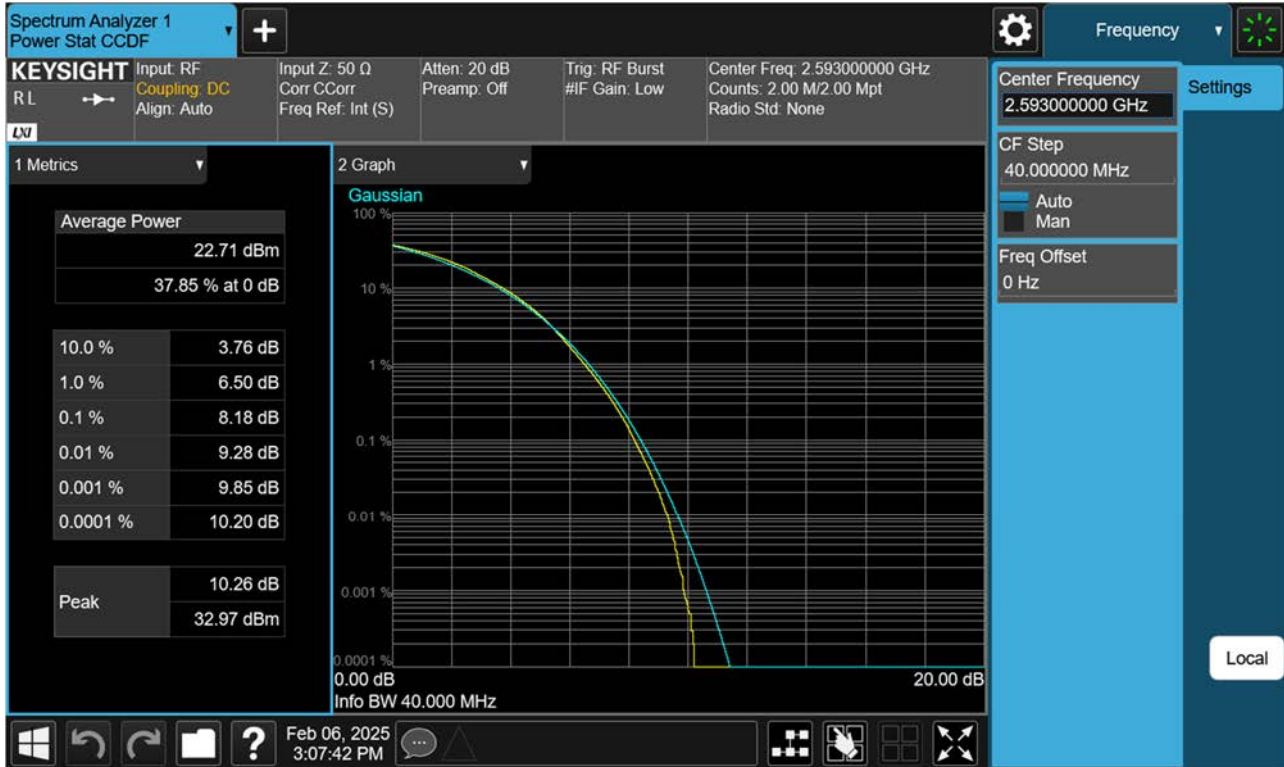 Spectrum Analyzer 1
Power Stat CCDF
+
Frequency
KEYSIGHT
R L
LXI
Input: RF
Coupling: DC
Align: Auto
Input Z: 50 Ω
Corr CCorr
Freq Ref: Int (S)
Atten: 20 dB
Preamp: Off
Trig: RF Burst
#IF Gain: Low
Center Freq: 2.593000000 GHz
Counts: 2.00 M/2.00 Mpt
Radio Std: None
Center Frequency
2.593000000 GHz
Settings
CF Step
40.000000 MHz
Auto
Man
Freq Offset
0 Hz
Local
1 Metrics
Average Power
22.71 dBm
37.85 % at 0 dB
10.0 % 3.76 dB
1.0 % 6.50 dB
0.1 % 8.18 dB
0.01 % 9.28 dB
0.001 % 9.85 dB
0.0001 % 10.20 dB
Peak
10.26 dB
32.97 dBm
2 Graph
Gaussian
100 %
10 %
1 %
0.1 %
0.01 %
0.001 %
0.0001 %
0.00 dB 20.00 dB
Info BW 40.000 MHz
?
Feb 06, 2025
3:07:42 PM